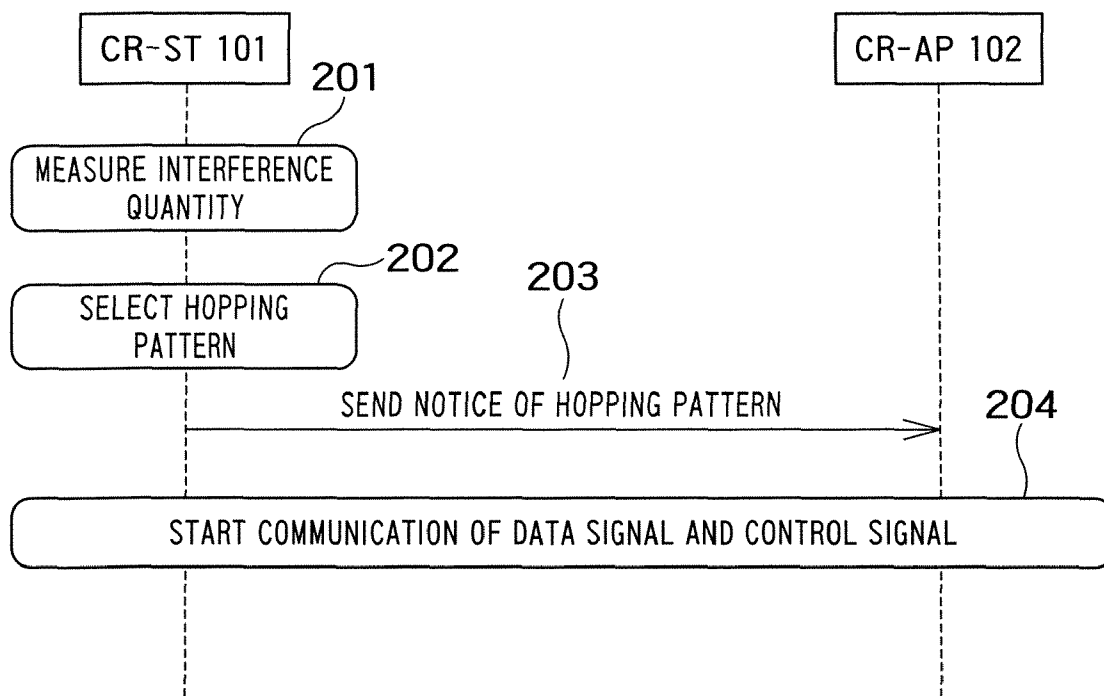 CR-ST 101
CR-AP 102
201
MEASURE INTERFERENCE
QUANTITY
202
SELECT HOPPING
PATTERN
203
SEND NOTICE OF HOPPING PATTERN
204
START COMMUNICATION OF DATA SIGNAL AND CONTROL SIGNAL